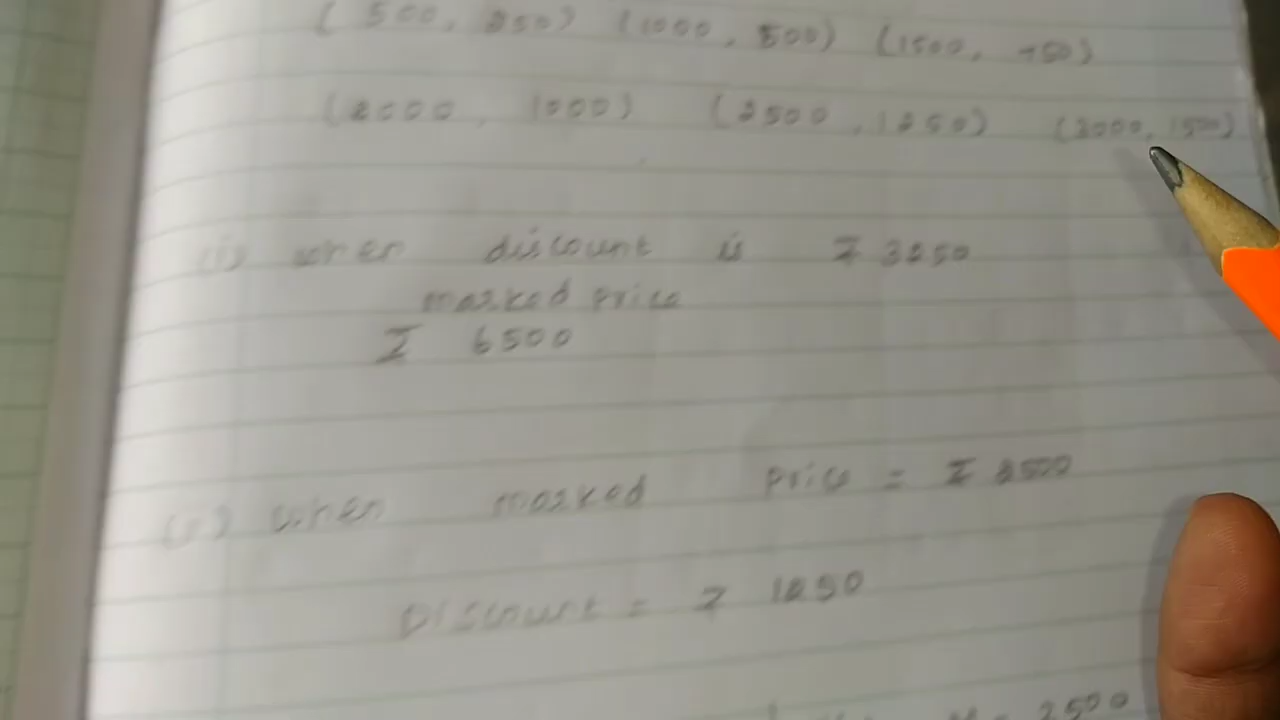 (500, 250) (1000, 500) (1500, 750)
(2000, 1000) (2500, 1250) (3000, 1500)
(i) when discount is ₹ 3250
marked price
₹ 6500
(ii) when marked price = ₹ 2500
Discount = ₹ 1250
2500